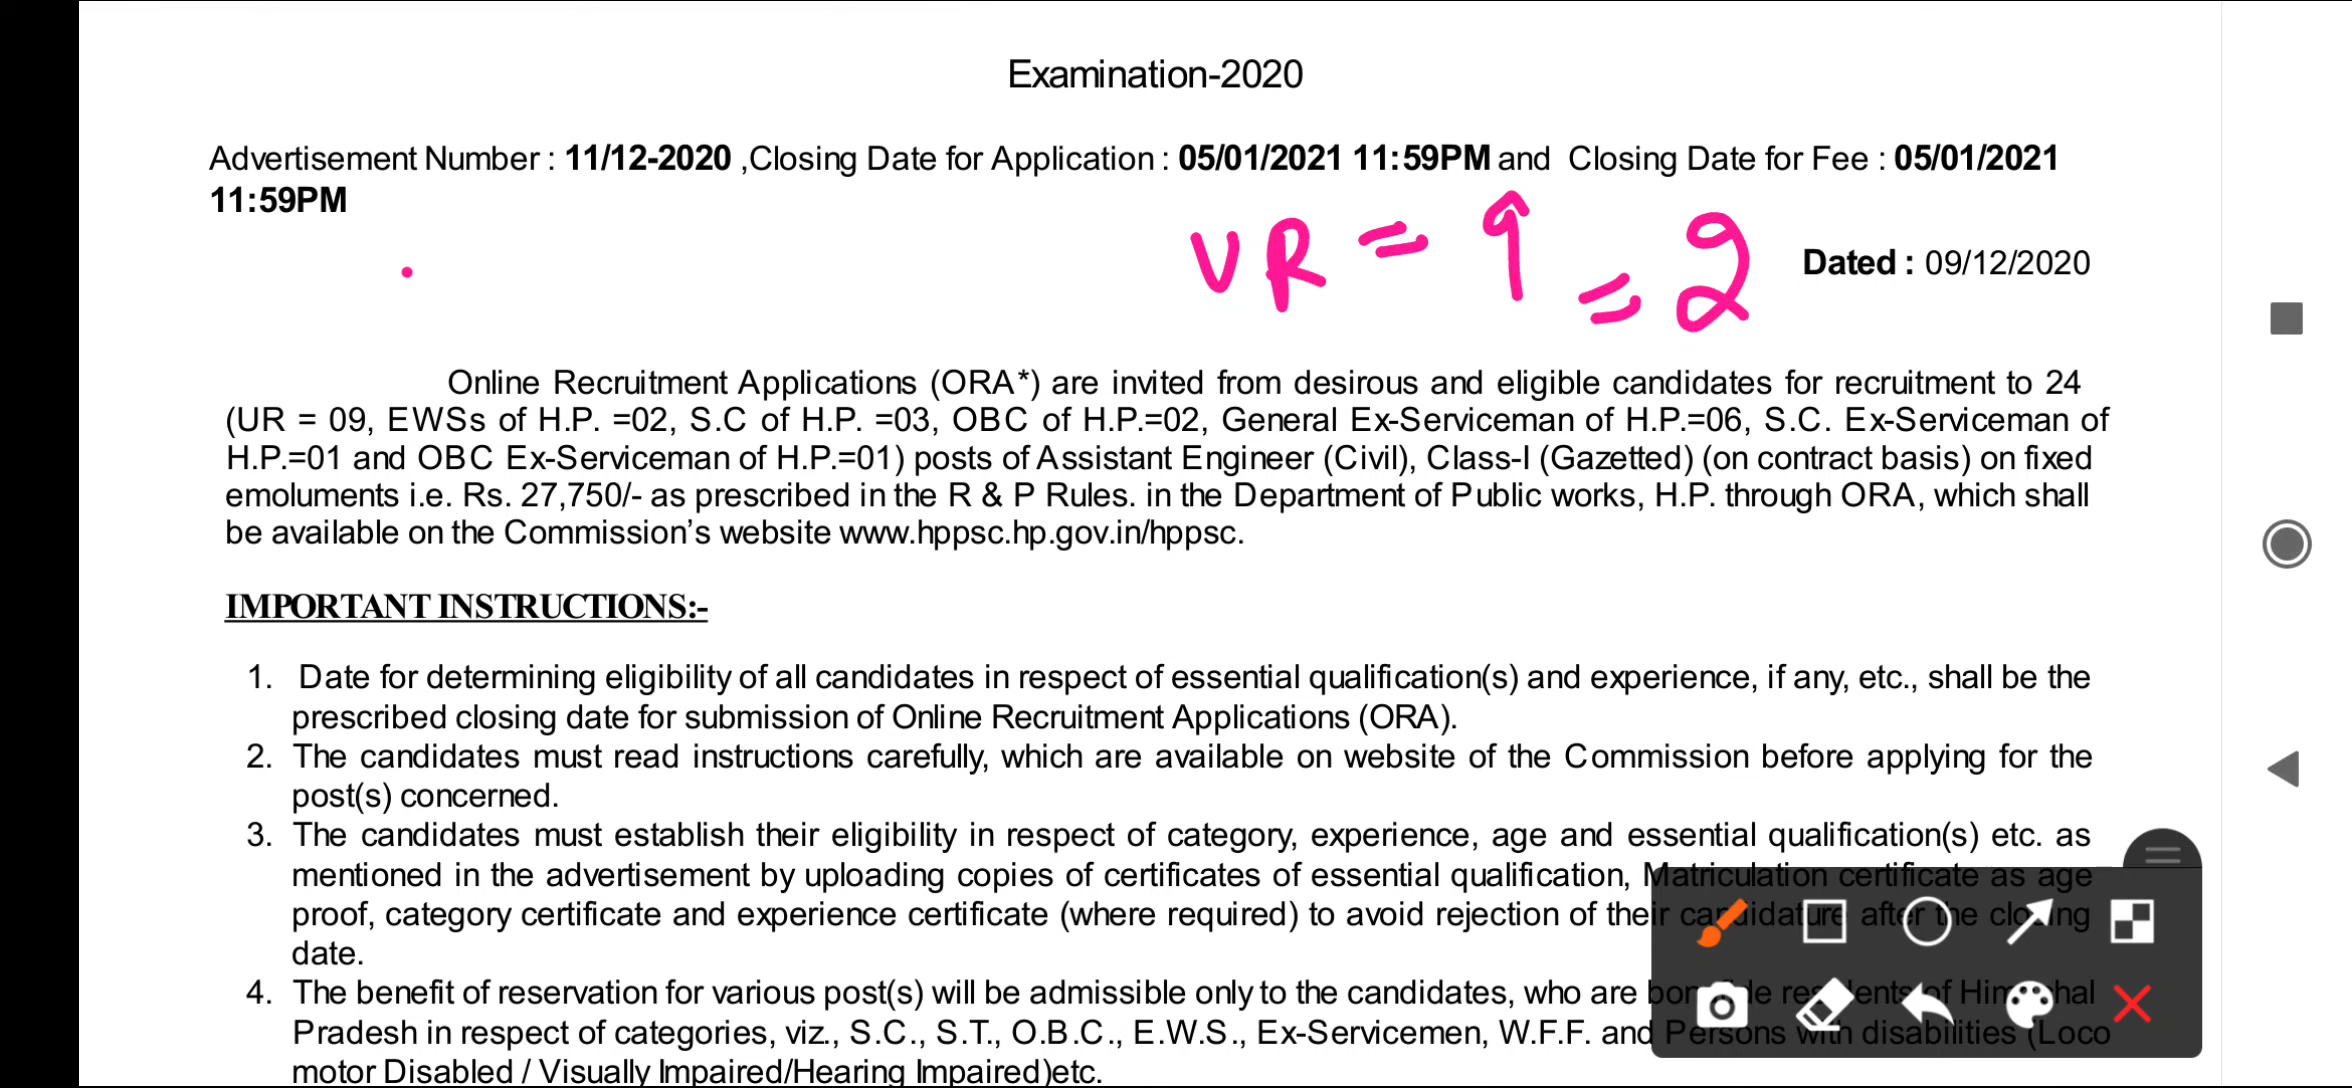 Examination-2020
Advertisement Number : 11/12-2020 ,Closing Date for Application : 05/01/2021 11:59PM and Closing Date for Fee : 05/01/2021
11:59PM
UR = 9 = 2
Dated : 09/12/2020
Online Recruitment Applications (ORA*) are invited from desirous and eligible candidates for recruitment to 24
(UR = 09, EWSs of H.P. =02, S.C of H.P. =03, OBC of H.P.=02, General Ex-Serviceman of H.P.=06, S.C. Ex-Serviceman of
H.P.=01 and OBC Ex-Serviceman of H.P.=01) posts of Assistant Engineer (Civil), Class-I (Gazetted) (on contract basis) on fixed
emoluments i.e. Rs. 27,750/- as prescribed in the R & P Rules. in the Department of Public works, H.P. through ORA, which shall
be available on the Commission’s website www.hppsc.hp.gov.in/hppsc.
IMPORTANT INSTRUCTIONS:-
1. Date for determining eligibility of all candidates in respect of essential qualification(s) and experience, if any, etc., shall be the
prescribed closing date for submission of Online Recruitment Applications (ORA).
2. The candidates must read instructions carefully, which are available on website of the Commission before applying for the
post(s) concerned.
3. The candidates must establish their eligibility in respect of category, experience, age and essential qualification(s) etc. as
mentioned in the advertisement by uploading copies of certificates of essential qualification, Matriculation certificate as age
proof, category certificate and experience certificate (where required) to avoid rejection of their candidature after the closing
date.
4. The benefit of reservation for various post(s) will be admissible only to the candidates, who are bonafide residents of Himachal
Pradesh in respect of categories, viz., S.C., S.T., O.B.C., E.W.S., Ex-Servicemen, W.F.F. and Persons with disabilities (Loco
motor Disabled / Visually Impaired/Hearing Impaired)etc.